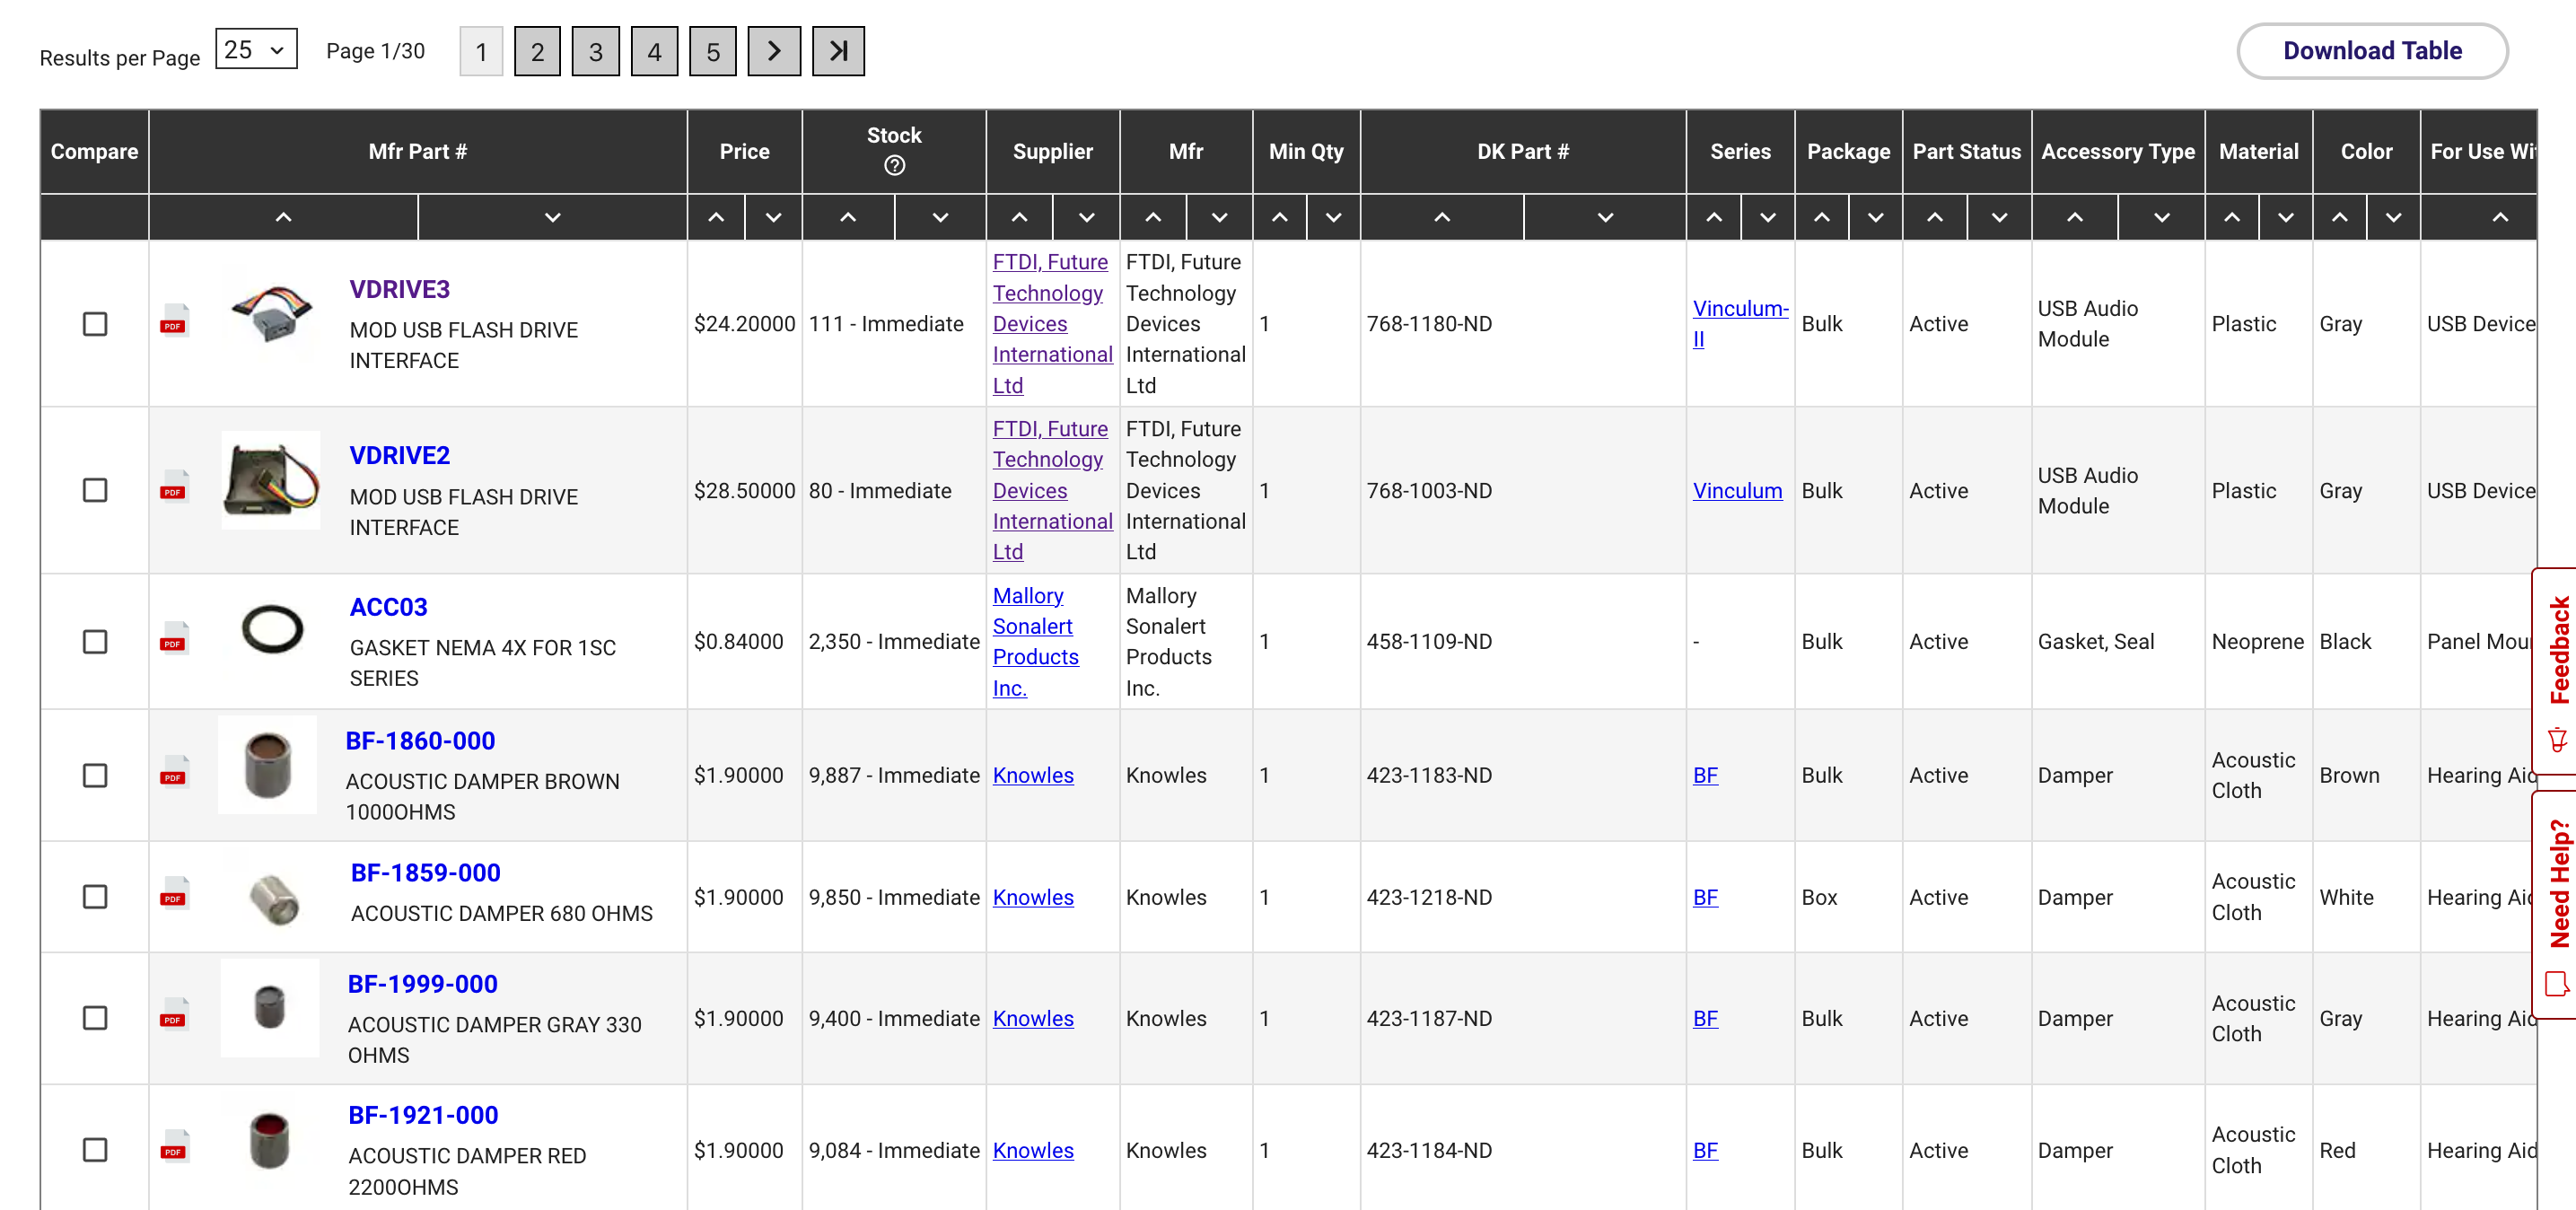 Results per Page 25 Page 1/30 1 2 3 4 5 Download Table
Compare Mfr Part # Price Stock Supplier Mfr Min Qty DK Part # Series Package Part Status Accessory Type Material Color For Use Wit
PDF
VDRIVE3
MOD USB FLASH DRIVE
INTERFACE
$24.20000
111 - Immediate
FTDI, Future
Technology
Devices
International
Ltd
FTDI, Future
Technology
Devices
International
Ltd
1
768-1180-ND
Vinculum-
II
Bulk
Active
USB Audio
Module
Plastic
Gray
USB Device
PDF
VDRIVE2
MOD USB FLASH DRIVE
INTERFACE
$28.50000
80 - Immediate
FTDI, Future
Technology
Devices
International
Ltd
FTDI, Future
Technology
Devices
International
Ltd
1
768-1003-ND
Vinculum
Bulk
Active
USB Audio
Module
Plastic
Gray
USB Device
PDF
ACC03
GASKET NEMA 4X FOR 1SC
SERIES
$0.84000
2,350 - Immediate
Mallory
Sonalert
Products
Inc.
Mallory
Sonalert
Products
Inc.
1
458-1109-ND
-
Bulk
Active
Gasket, Seal
Neoprene
Black
Panel Mou
PDF
BF-1860-000
ACOUSTIC DAMPER BROWN
1000OHMS
$1.90000
9,887 - Immediate
Knowles
Knowles
1
423-1183-ND
BF
Bulk
Active
Damper
Acoustic
Cloth
Brown
Hearing Aid
PDF
BF-1859-000
ACOUSTIC DAMPER 680 OHMS
$1.90000
9,850 - Immediate
Knowles
Knowles
1
423-1218-ND
BF
Box
Active
Damper
Acoustic
Cloth
White
Hearing Aid
PDF
BF-1999-000
ACOUSTIC DAMPER GRAY 330
OHMS
$1.90000
9,400 - Immediate
Knowles
Knowles
1
423-1187-ND
BF
Bulk
Active
Damper
Acoustic
Cloth
Gray
Hearing Aid
PDF
BF-1921-000
ACOUSTIC DAMPER RED
2200OHMS
$1.90000
9,084 - Immediate
Knowles
Knowles
1
423-1184-ND
BF
Bulk
Active
Damper
Acoustic
Cloth
Red
Hearing Aid
Feedback
Need Help?